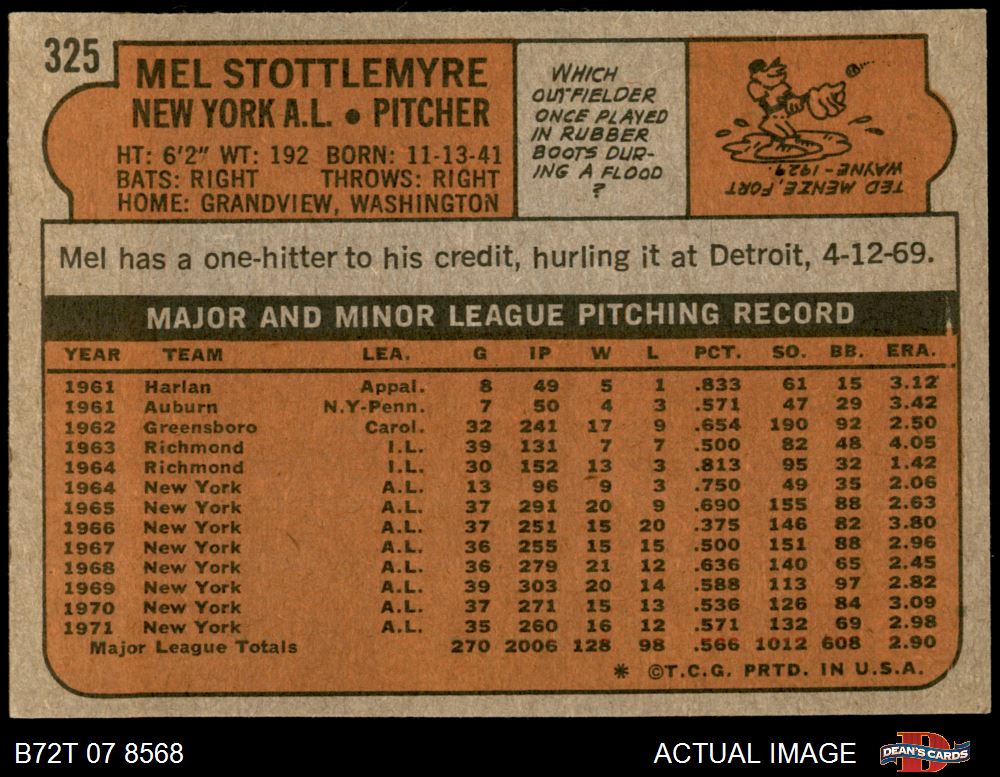 325
MEL STOTTLEMYRE
NEW YORK A.L. • PITCHER
HT: 6'2" WT: 192 BORN: 11-13-41
BATS: RIGHT THROWS: RIGHT
HOME: GRANDVIEW, WASHINGTON
WHICH
OUTFIELDER
ONCE PLAYED
IN RUBBER
BOOTS DUR-
ING A FLOOD
?
TED MENZE, FORT
WAYNE - 1929.
Mel has a one-hitter to his credit, hurling it at Detroit, 4-12-69.
MAJOR AND MINOR LEAGUE PITCHING RECORD
YEAR TEAM LEA. G IP W L PCT. SO. BB. ERA.
1961 Harlan Appal. 8 49 5 1 .833 61 15 3.12
1961 Auburn N.Y-Penn. 7 50 4 3 .571 47 29 3.42
1962 Greensboro Carol. 32 241 17 9 .654 190 92 2.50
1963 Richmond I.L. 39 131 7 7 .500 82 48 4.05
1964 Richmond I.L. 30 152 13 3 .813 95 32 1.42
1964 New York A.L. 13 96 9 3 .750 49 35 2.06
1965 New York A.L. 37 291 20 9 .690 155 88 2.63
1966 New York A.L. 37 251 15 20 .375 146 82 3.80
1967 New York A.L. 36 255 15 15 .500 151 88 2.96
1968 New York A.L. 36 279 21 12 .636 140 65 2.45
1969 New York A.L. 39 303 20 14 .588 113 97 2.82
1970 New York A.L. 37 271 15 13 .536 126 84 3.09
1971 New York A.L. 35 260 16 12 .571 132 69 2.98
Major League Totals 270 2006 128 98 .566 1012 608 2.90
* ©T.C.G. PRTD. IN U.S.A.
B72T 07 8568 ACTUAL IMAGE DEAN'S CARDS